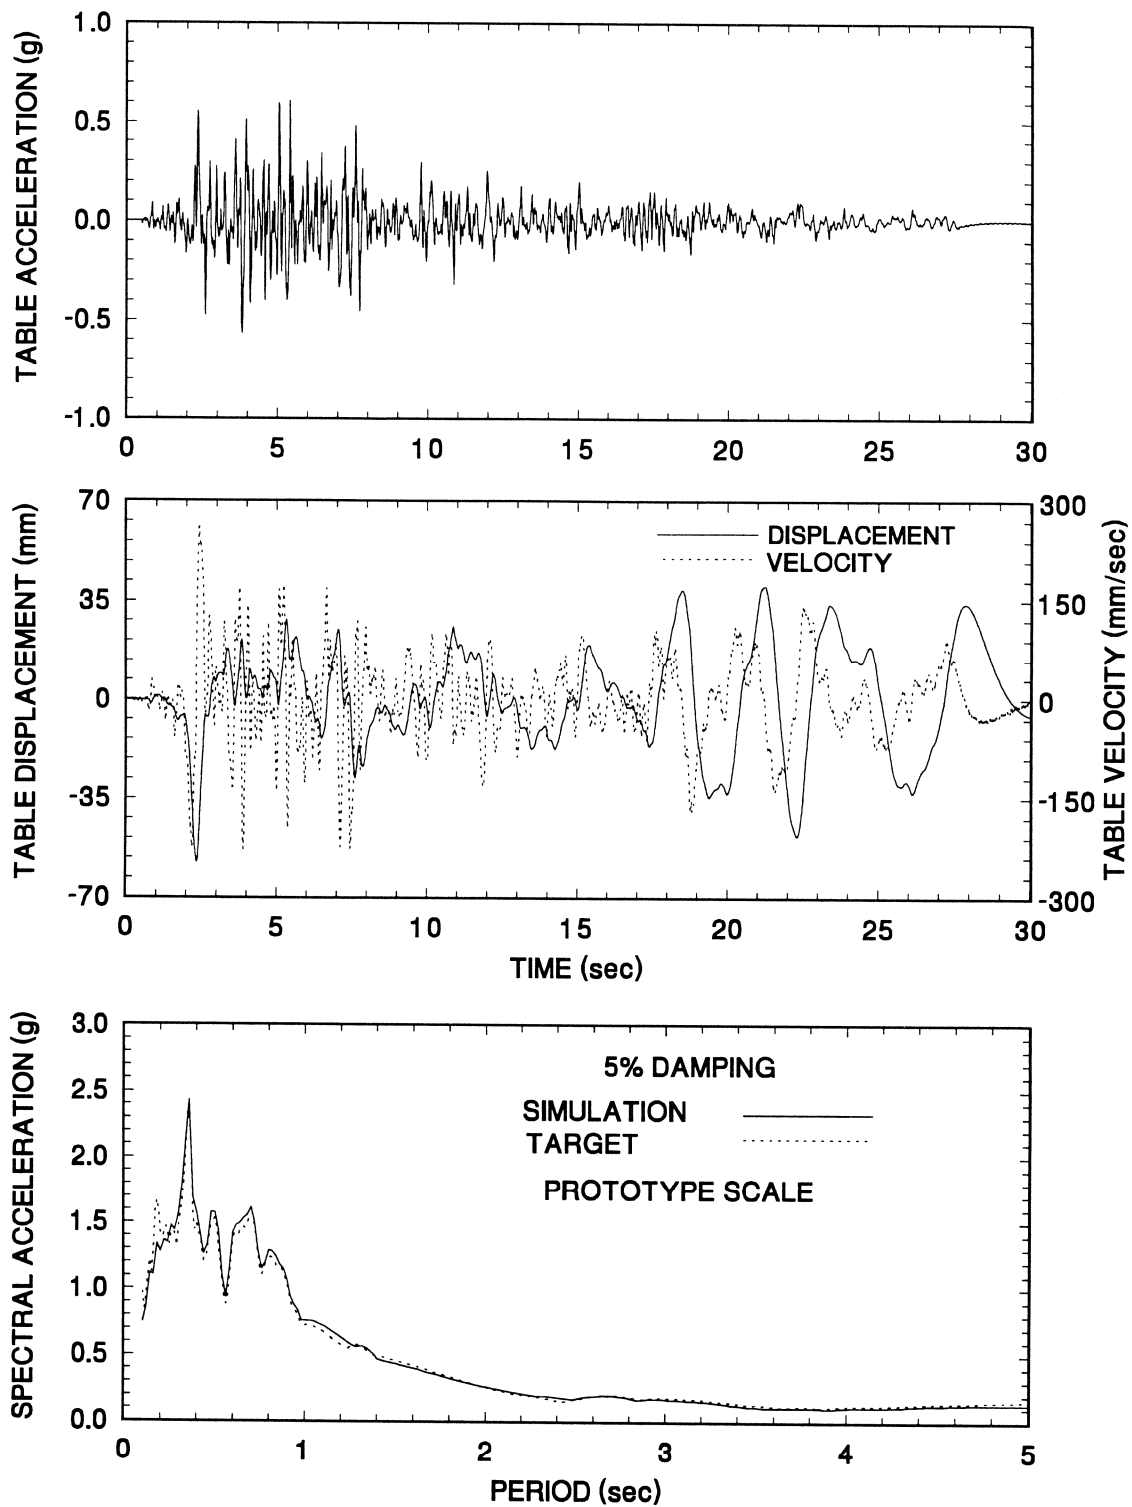 TABLE ACCELERATION (g)
1.0
0.5
0.0
-0.5
-1.0
0 5 10 15 20 25 30
TABLE DISPLACEMENT (mm)
70
35
0
-35
-70
DISPLACEMENT
VELOCITY
300
150
0
-150
-300
TABLE VELOCITY (mm/sec)
0 5 10 15 20 25 30
TIME (sec)
SPECTRAL ACCELERATION (g)
3.0
2.5
2.0
1.5
1.0
0.5
0.0
5% DAMPING
SIMULATION
TARGET
PROTOTYPE SCALE
0 1 2 3 4 5
PERIOD (sec)